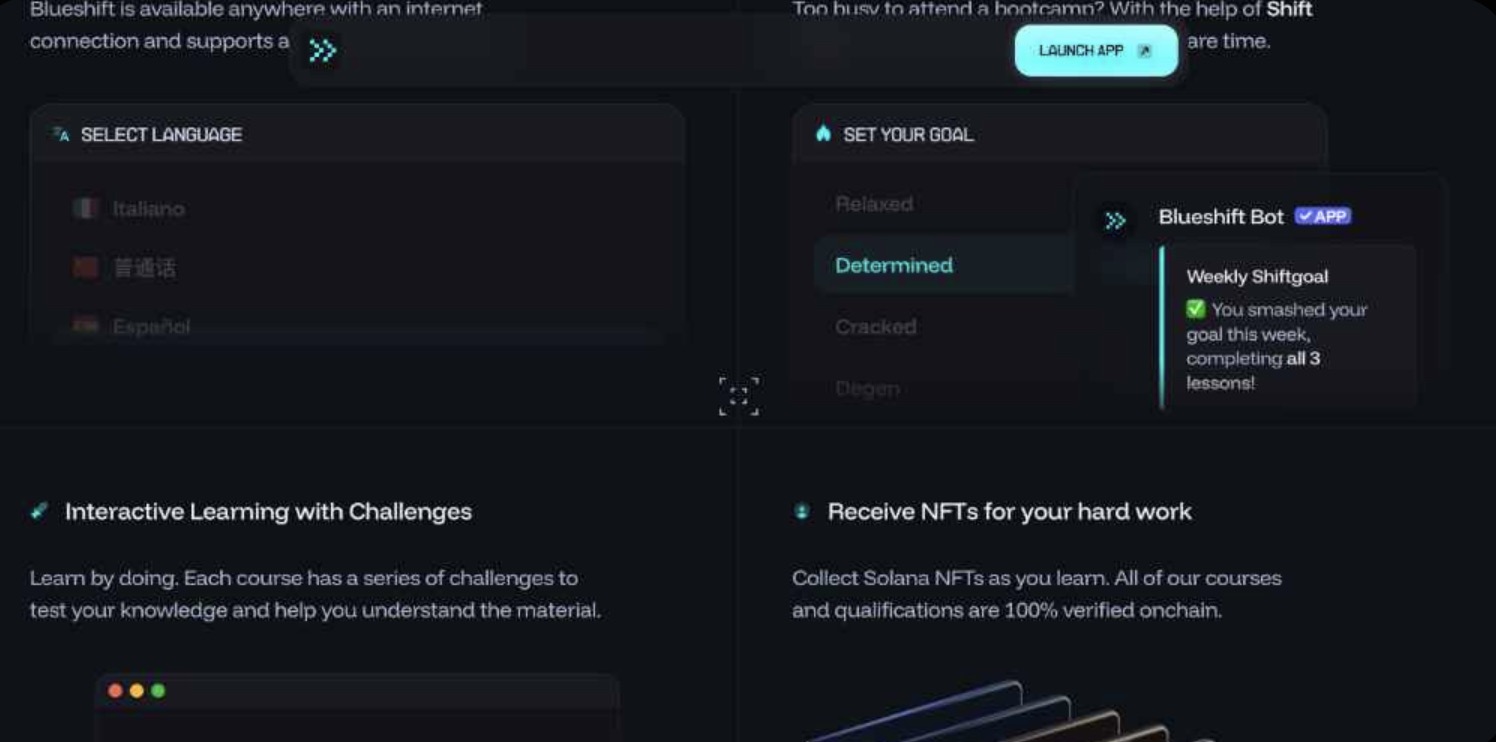 Blueshift is available anywhere with an internet
connection and supports a
Too busy to attend a bootcamp? With the help of Shift
are time.
LAUNCH APP
SELECT LANGUAGE
Italiano
普通话
Español
SET YOUR GOAL
Relaxed
Determined
Cracked
Degen
Blueshift Bot APP
Weekly Shiftgoal
✅ You smashed your
goal this week,
completing all 3
lessons!
Interactive Learning with Challenges
Learn by doing. Each course has a series of challenges to
test your knowledge and help you understand the material.
Receive NFTs for your hard work
Collect Solana NFTs as you learn. All of our courses
and qualifications are 100% verified onchain.